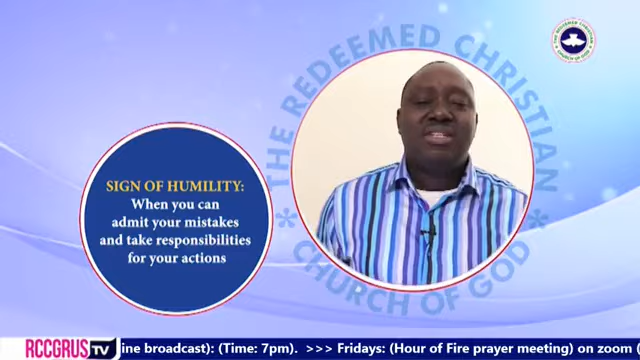 THE REDEEMED CHRISTIAN
CHURCH OF GOD
SIGN OF HUMILITY:
When you can
admit your mistakes
and take responsibilities
for your actions
RCCGRUS TV
ine broadcast): (Time: 7pm). >>> Fridays: (Hour of Fire prayer meeting) on zoom (